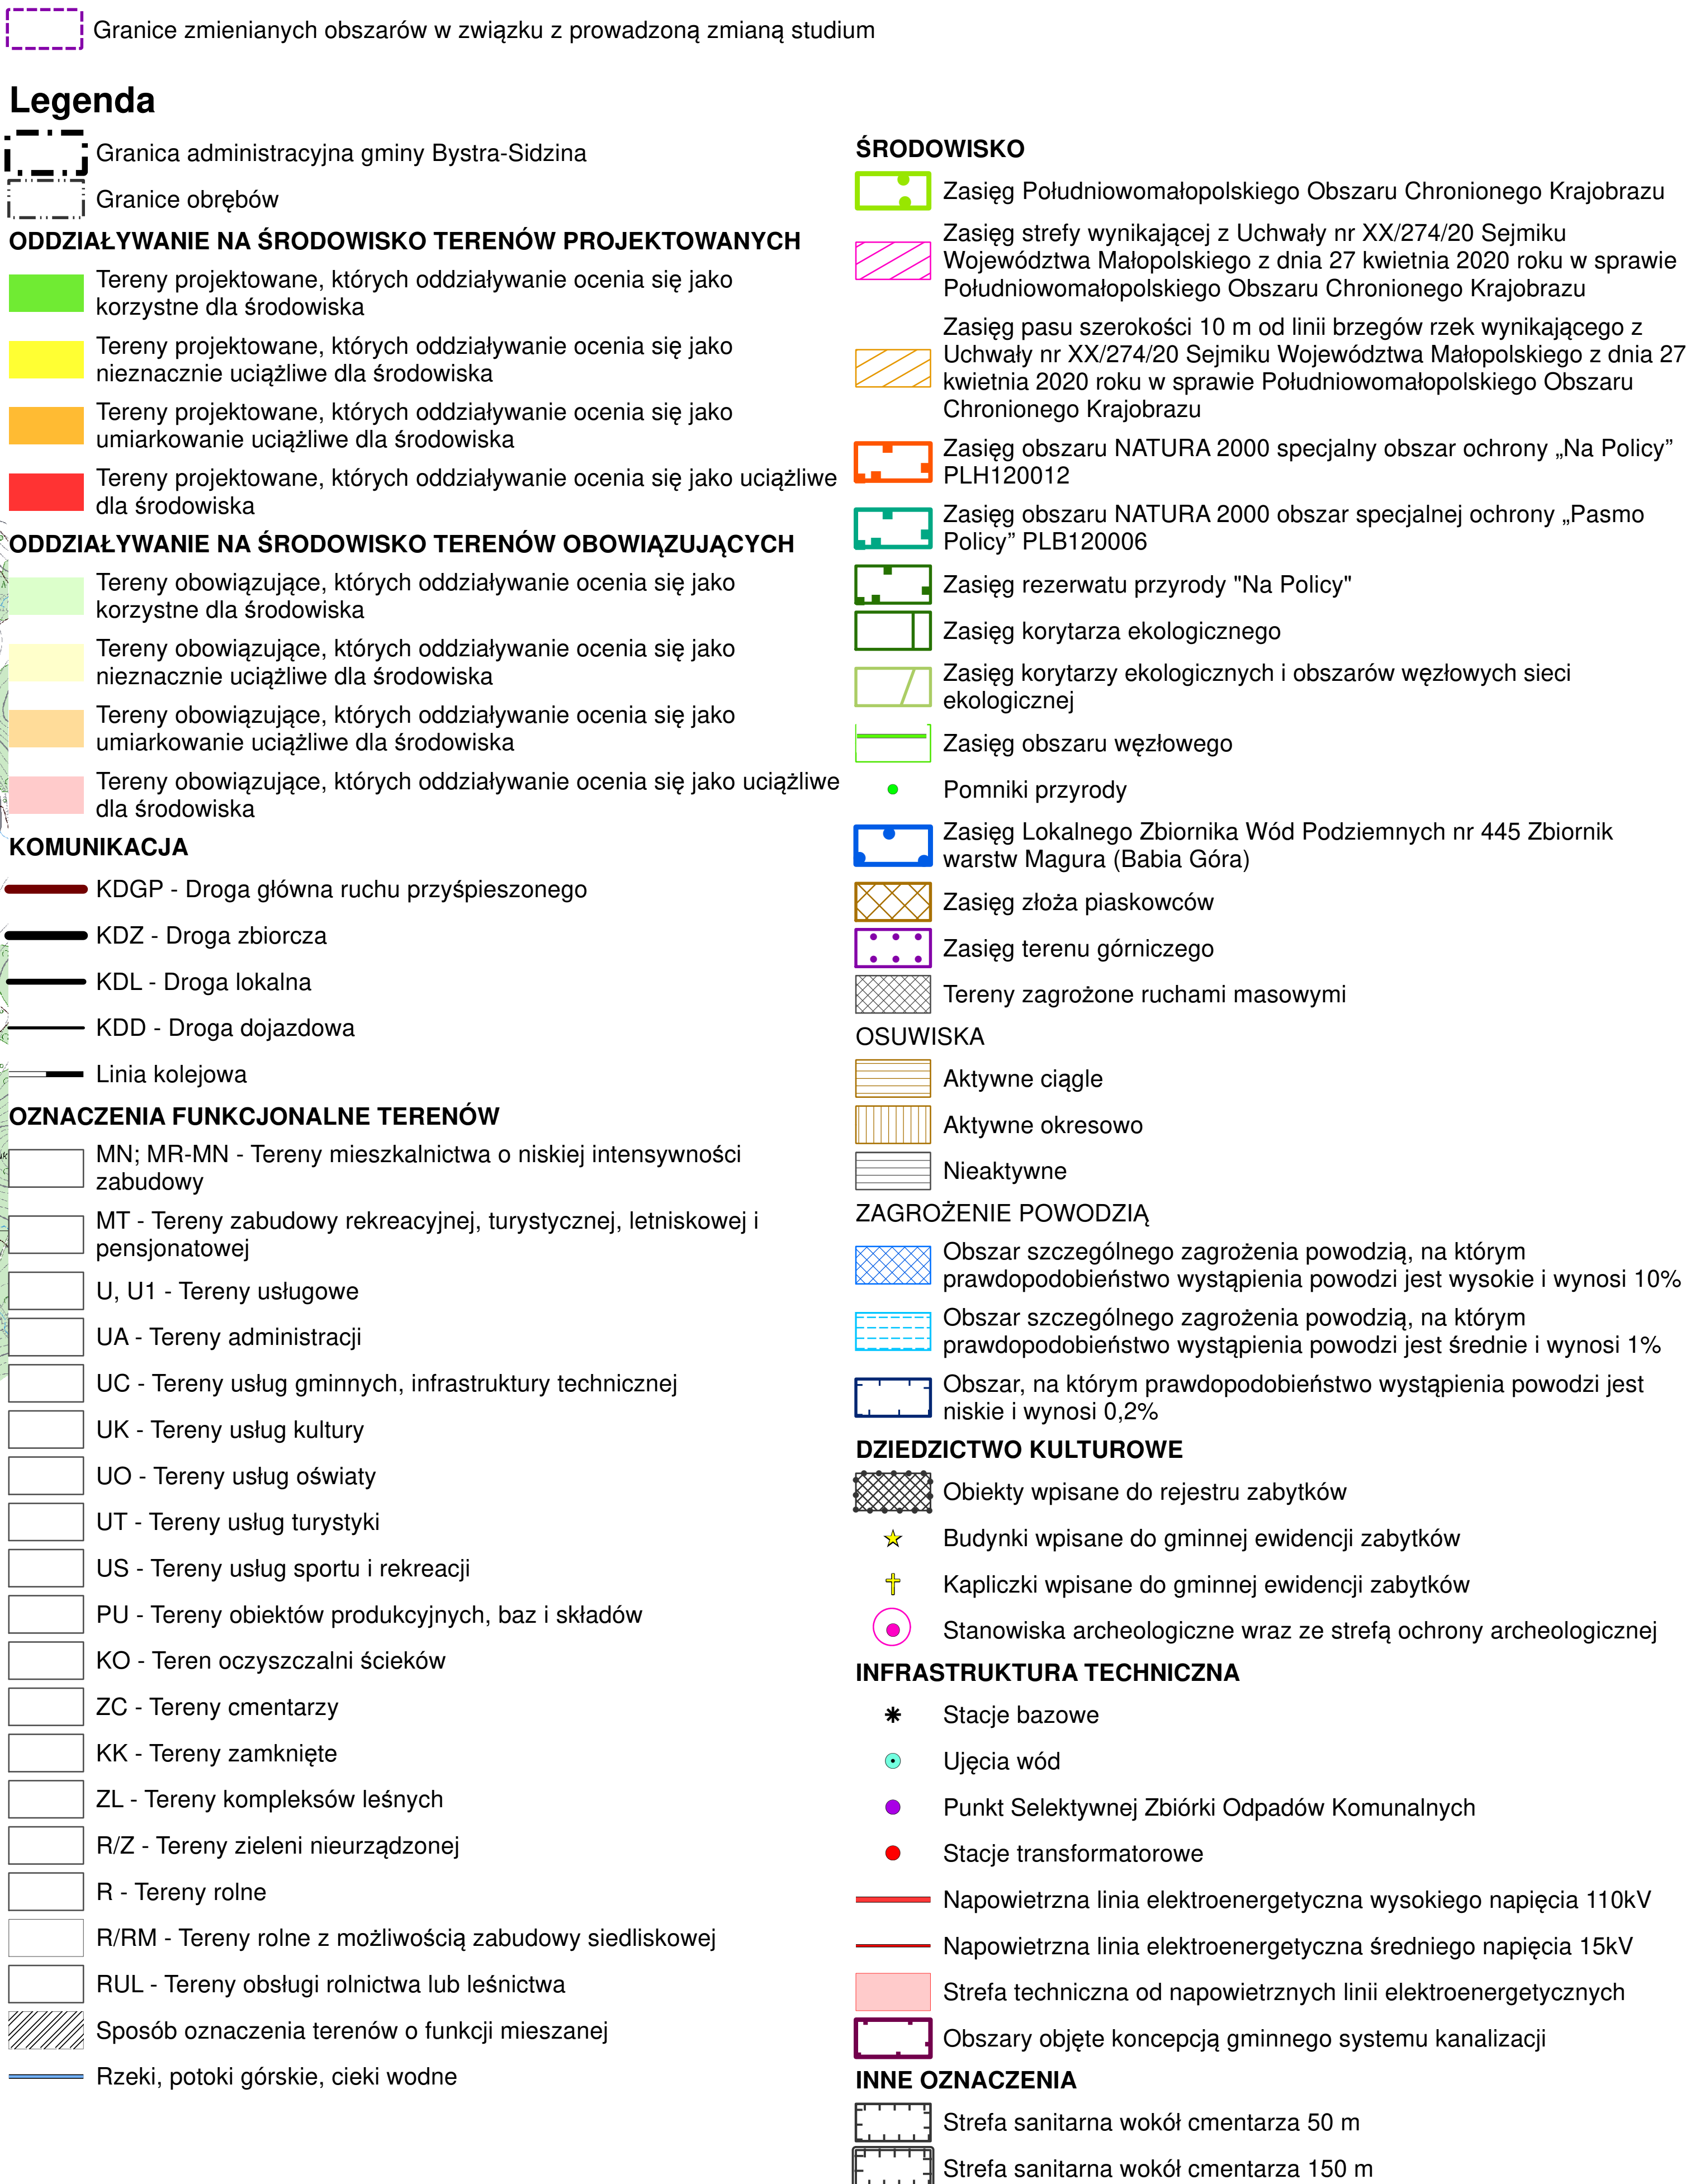 Granice zmienianych obszarów w związku z prowadzoną zmianą studium
Legenda
Granica administracyjna gminy Bystra-Sidzina
Granice obrębów
ODDZIAŁYWANIE NA ŚRODOWISKO TERENÓW PROJEKTOWANYCH
Tereny projektowane, których oddziaływanie ocenia się jako
korzystne dla środowiska
Tereny projektowane, których oddziaływanie ocenia się jako
nieznacznie uciążliwe dla środowiska
Tereny projektowane, których oddziaływanie ocenia się jako
umiarkowanie uciążliwe dla środowiska
Tereny projektowane, których oddziaływanie ocenia się jako uciążliwe
dla środowiska
ODDZIAŁYWANIE NA ŚRODOWISKO TERENÓW OBOWIĄZUJĄCYCH
Tereny obowiązujące, których oddziaływanie ocenia się jako
korzystne dla środowiska
Tereny obowiązujące, których oddziaływanie ocenia się jako
nieznacznie uciążliwe dla środowiska
Tereny obowiązujące, których oddziaływanie ocenia się jako
umiarkowanie uciążliwe dla środowiska
Tereny obowiązujące, których oddziaływanie ocenia się jako uciążliwe
dla środowiska
KOMUNIKACJA
KDGP - Droga główna ruchu przyśpieszonego
KDZ - Droga zbiorcza
KDL - Droga lokalna
KDD - Droga dojazdowa
Linia kolejowa
OZNACZENIA FUNKCJONALNE TERENÓW
MN; MR-MN - Tereny mieszkalnictwa o niskiej intensywności
zabudowy
MT - Tereny zabudowy rekreacyjnej, turystycznej, letniskowej i
pensjonatowej
U, U1 - Tereny usługowe
UA - Tereny administracji
UC - Tereny usług gminnych, infrastruktury technicznej
UK - Tereny usług kultury
UO - Tereny usług oświaty
UT - Tereny usług turystyki
US - Tereny usług sportu i rekreacji
PU - Tereny obiektów produkcyjnych, baz i składów
KO - Teren oczyszczalni ścieków
ZC - Tereny cmentarzy
KK - Tereny zamknięte
ZL - Tereny kompleksów leśnych
R/Z - Tereny zieleni nieurządzonej
R - Tereny rolne
R/RM - Tereny rolne z możliwością zabudowy siedliskowej
RUL - Tereny obsługi rolnictwa lub leśnictwa
Sposób oznaczenia terenów o funkcji mieszanej
Rzeki, potoki górskie, cieki wodne
ŚRODOWISKO
Zasięg Południowomałopolskiego Obszaru Chronionego Krajobrazu
Zasięg strefy wynikającej z Uchwały nr XX/274/20 Sejmiku
Województwa Małopolskiego z dnia 27 kwietnia 2020 roku w sprawie
Południowomałopolskiego Obszaru Chronionego Krajobrazu
Zasięg pasu szerokości 10 m od linii brzegów rzek wynikającego z
Uchwały nr XX/274/20 Sejmiku Województwa Małopolskiego z dnia 27
kwietnia 2020 roku w sprawie Południowomałopolskiego Obszaru
Chronionego Krajobrazu
Zasięg obszaru NATURA 2000 specjalny obszar ochrony „Na Policy”
PLH120012
Zasięg obszaru NATURA 2000 obszar specjalnej ochrony „Pasmo
Policy” PLB120006
Zasięg rezerwatu przyrody "Na Policy"
Zasięg korytarza ekologicznego
Zasięg korytarzy ekologicznych i obszarów węzłowych sieci
ekologicznej
Zasięg obszaru węzłowego
Pomniki przyrody
Zasięg Lokalnego Zbiornika Wód Podziemnych nr 445 Zbiornik
warstw Magura (Babia Góra)
Zasięg złoża piaskowców
Zasięg terenu górniczego
Tereny zagrożone ruchami masowymi
OSUWISKA
Aktywne ciągle
Aktywne okresowo
Nieaktywne
ZAGROŻENIE POWODZIĄ
Obszar szczególnego zagrożenia powodzią, na którym
prawdopodobieństwo wystąpienia powodzi jest wysokie i wynosi 10%
Obszar szczególnego zagrożenia powodzią, na którym
prawdopodobieństwo wystąpienia powodzi jest średnie i wynosi 1%
Obszar, na którym prawdopodobieństwo wystąpienia powodzi jest
niskie i wynosi 0,2%
DZIEDZICTWO KULTUROWE
Obiekty wpisane do rejestru zabytków
Budynki wpisane do gminnej ewidencji zabytków
Kapliczki wpisane do gminnej ewidencji zabytków
Stanowiska archeologiczne wraz ze strefą ochrony archeologicznej
INFRASTRUKTURA TECHNICZNA
Stacje bazowe
Ujęcia wód
Punkt Selektywnej Zbiórki Odpadów Komunalnych
Stacje transformatorowe
Napowietrzna linia elektroenergetyczna wysokiego napięcia 110kV
Napowietrzna linia elektroenergetyczna średniego napięcia 15kV
Strefa techniczna od napowietrznych linii elektroenergetycznych
Obszary objęte koncepcją gminnego systemu kanalizacji
INNE OZNACZENIA
Strefa sanitarna wokół cmentarza 50 m
Strefa sanitarna wokół cmentarza 150 m